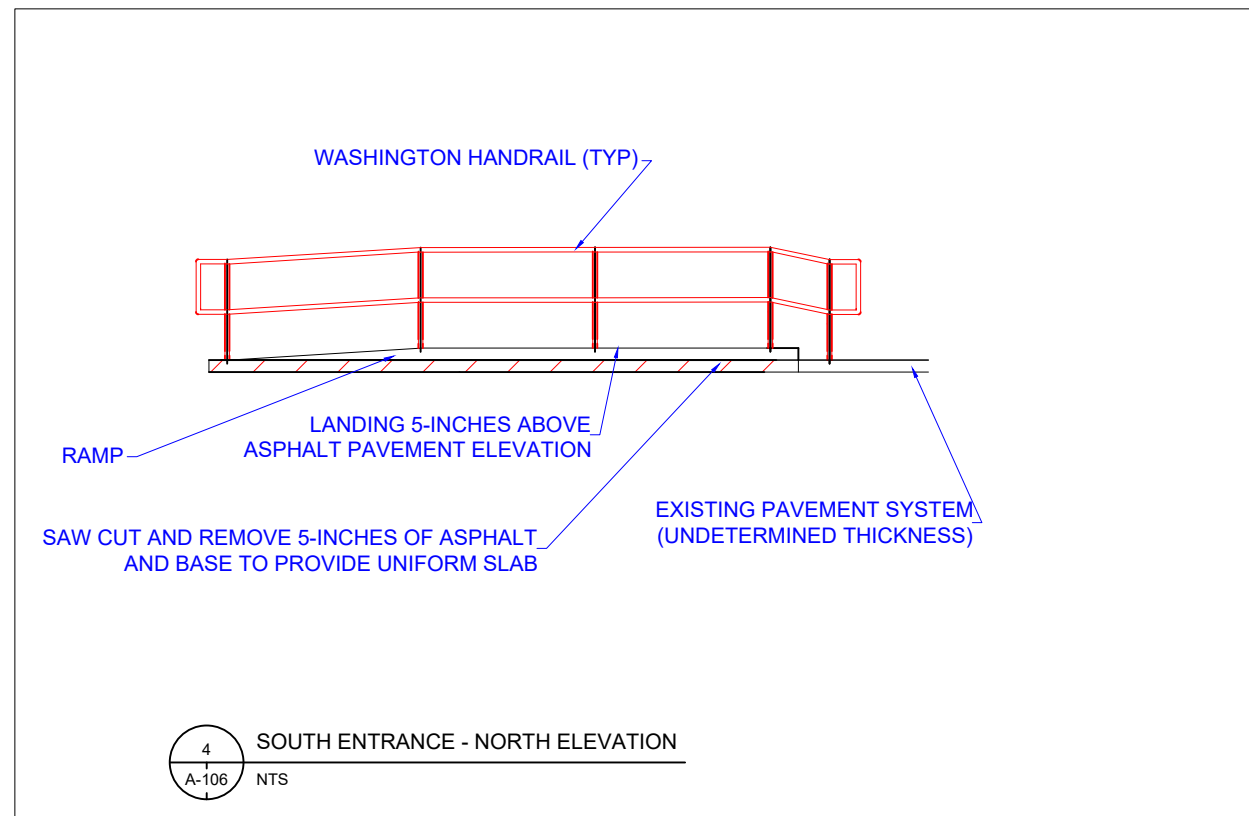 WASHINGTON HANDRAIL (TYP)
LANDING 5-INCHES ABOVE
ASPHALT PAVEMENT ELEVATION
RAMP
EXISTING PAVEMENT SYSTEM
(UNDETERMINED THICKNESS)
SAW CUT AND REMOVE 5-INCHES OF ASPHALT
AND BASE TO PROVIDE UNIFORM SLAB
4
SOUTH ENTRANCE - NORTH ELEVATION
A-106
NTS